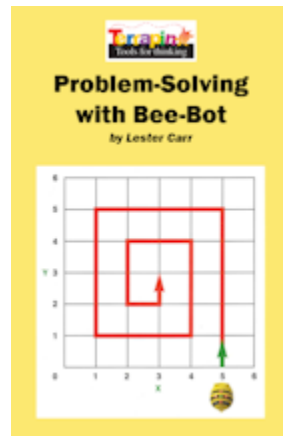 Terrapin
Tools for thinking
Problem-Solving
with Bee-Bot
by Lester Carr
6
5
4
Y 3
2
1
0 1 2 3 4 5 6
X